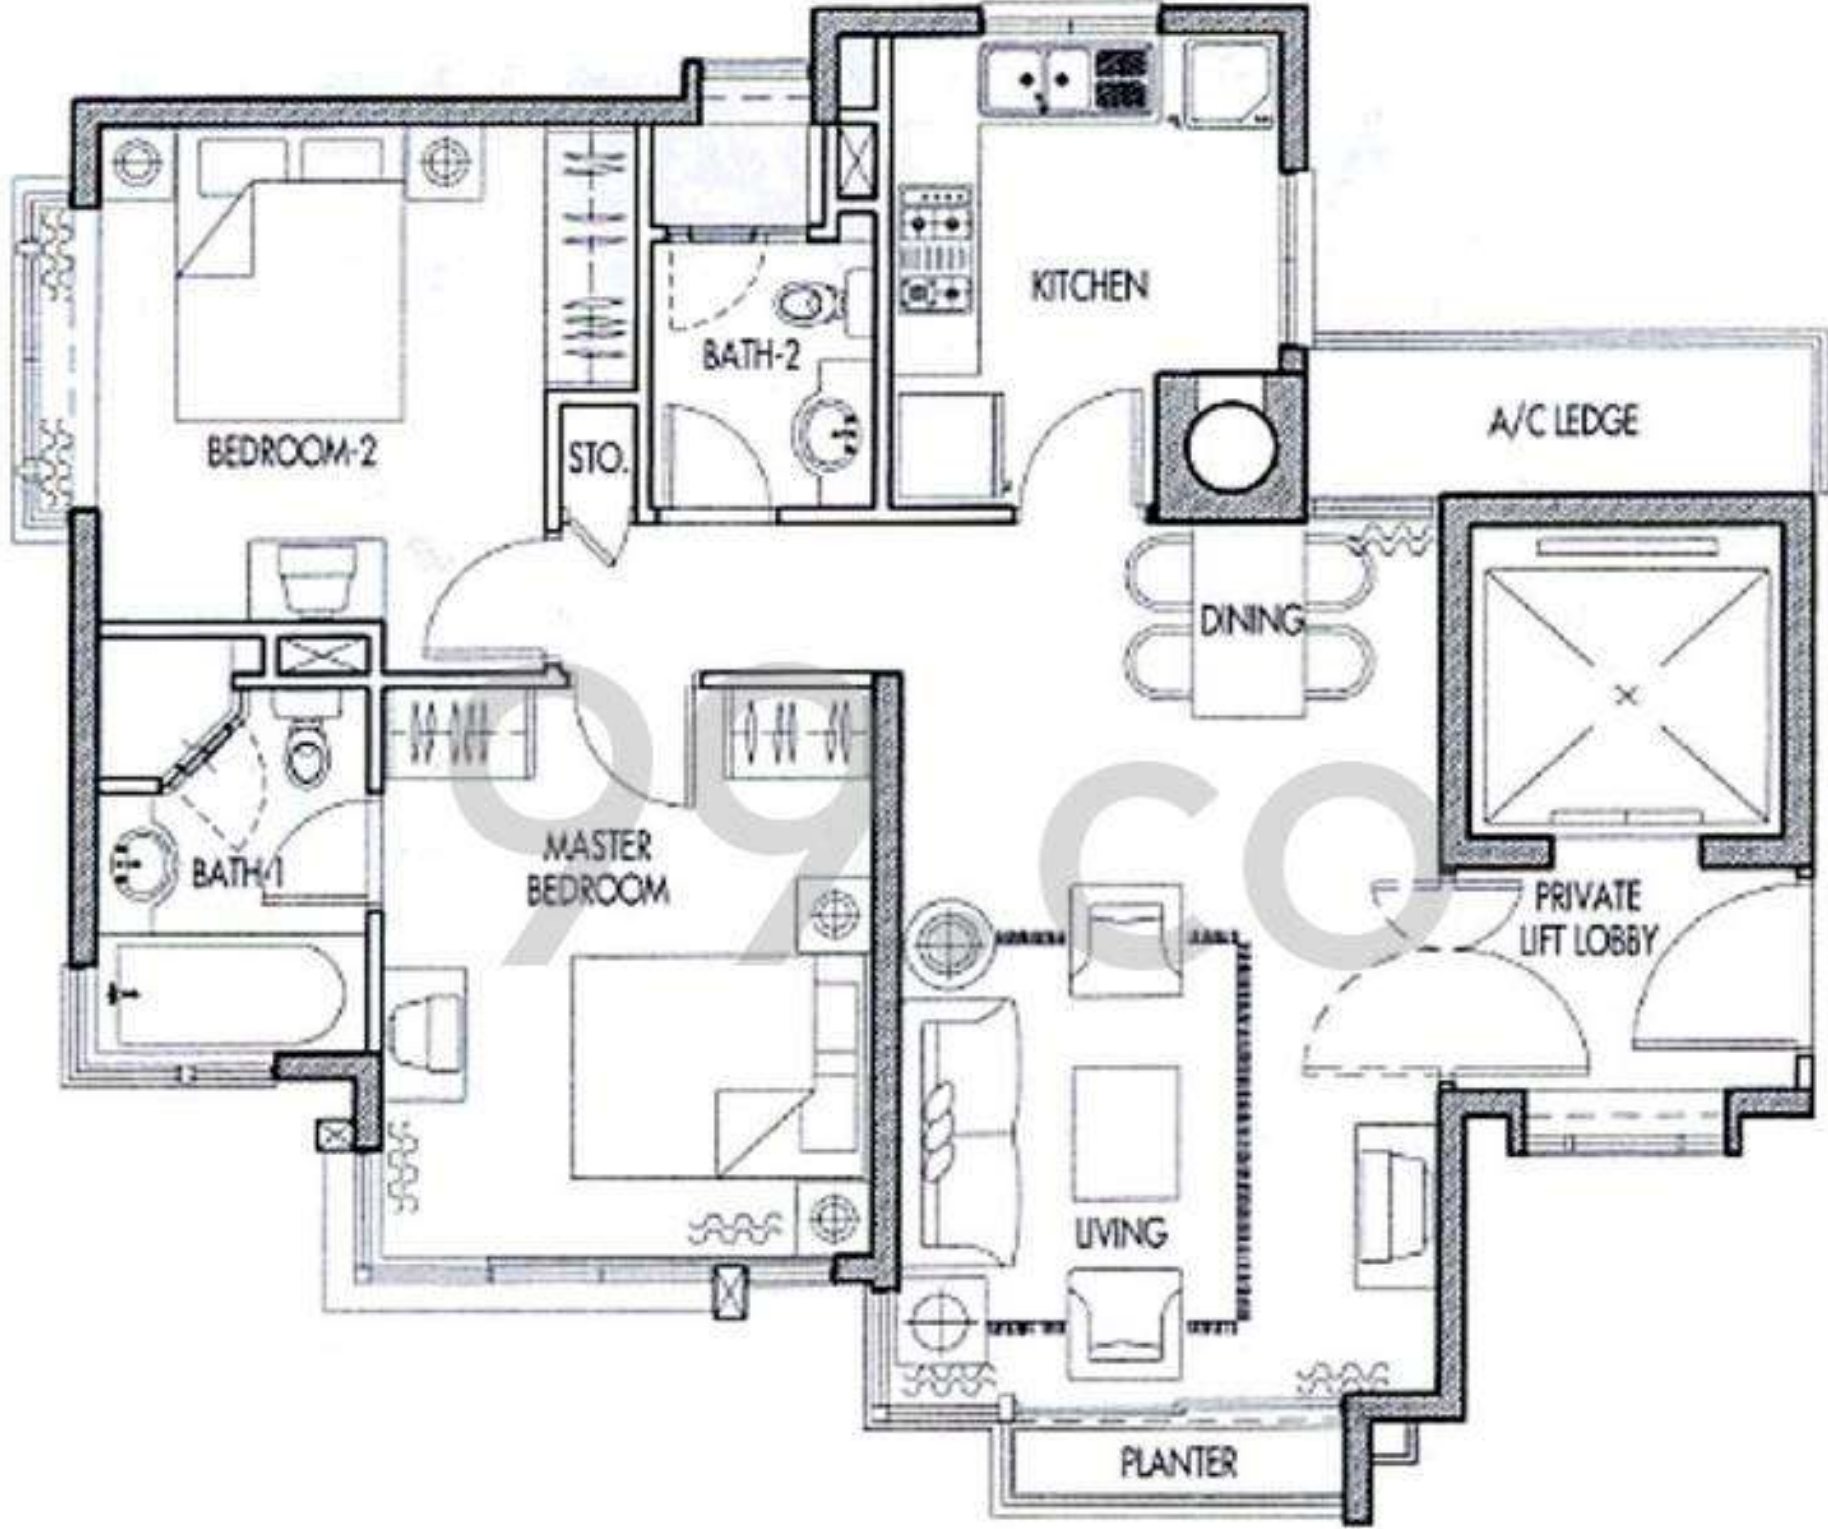 KITCHEN
BATH-2
A/C LEDGE
BEDROOM-2
STO.
DINING
99.co
MASTER
BEDROOM
BATH-1
PRIVATE
LIFT LOBBY
LIVING
PLANTER